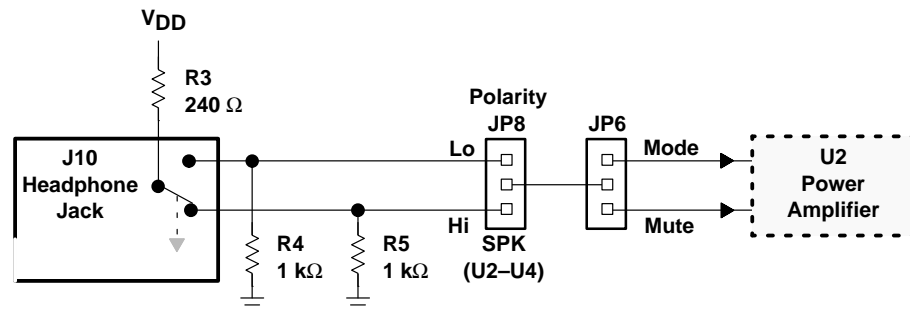 VDD
R3
240 Ω
J10
Headphone
Jack
Polarity
JP8
JP6
Lo
Mode
U2
Power
Amplifier
Hi
Mute
R4
1 kΩ
R5
1 kΩ
SPK
(U2–U4)